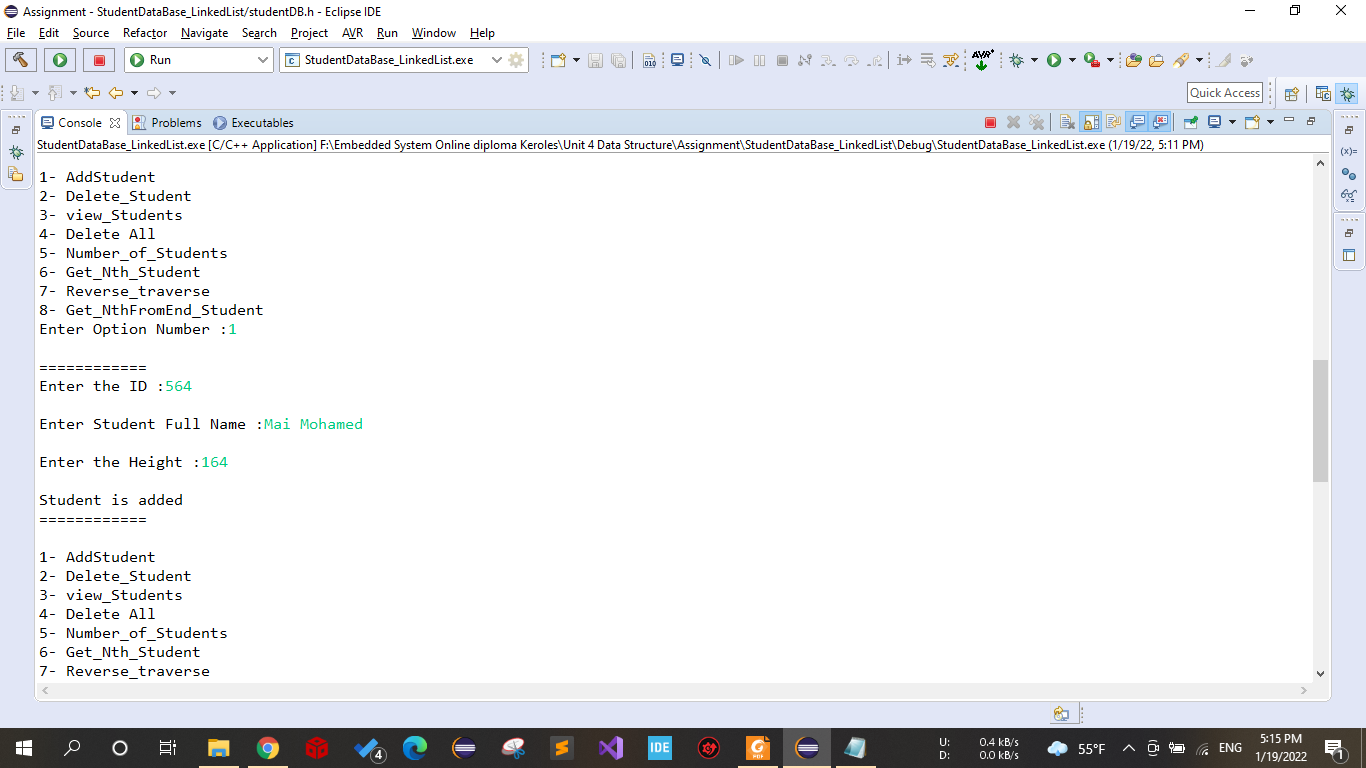 Assignment - StudentDataBase_LinkedList/studentDB.h - Eclipse IDE
File Edit Source Refactor Navigate Search Project AVR Run Window Help
Run StudentDataBase_LinkedList.exe
Quick Access
Console Problems Executables
StudentDataBase_LinkedList.exe [C/C++ Application] F:\Embedded System Online diploma Keroles\Unit 4 Data Structure\Assignment\StudentDataBase_LinkedList\Debug\StudentDataBase_LinkedList.exe (1/19/22, 5:11 PM)
1- AddStudent
2- Delete_Student
3- view_Students
4- Delete All
5- Number_of_Students
6- Get_Nth_Student
7- Reverse_traverse
8- Get_NthFromEnd_Student
Enter Option Number :1
============
Enter the ID :564
Enter Student Full Name :Mai Mohamed
Enter the Height :164
Student is added
============
1- AddStudent
2- Delete_Student
3- view_Students
4- Delete All
5- Number_of_Students
6- Get_Nth_Student
7- Reverse_traverse
U: 0.4 kB/s
D: 0.0 kB/s
55°F
ENG
5:15 PM
1/19/2022